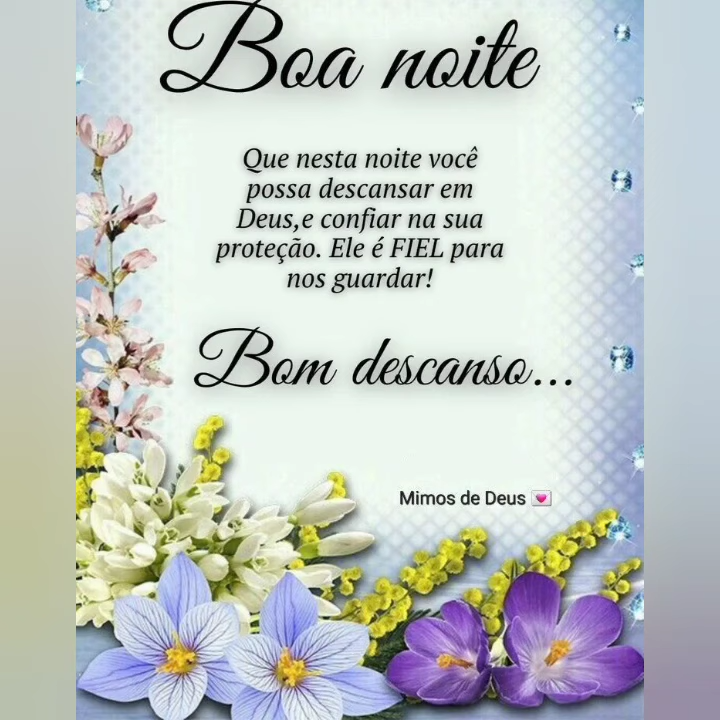 Boa noite
Que nesta noite você
possa descansar em
Deus,e confiar na sua
proteção. Ele é FIEL para
nos guardar!
Bom descanso...
Mimos de Deus 💌